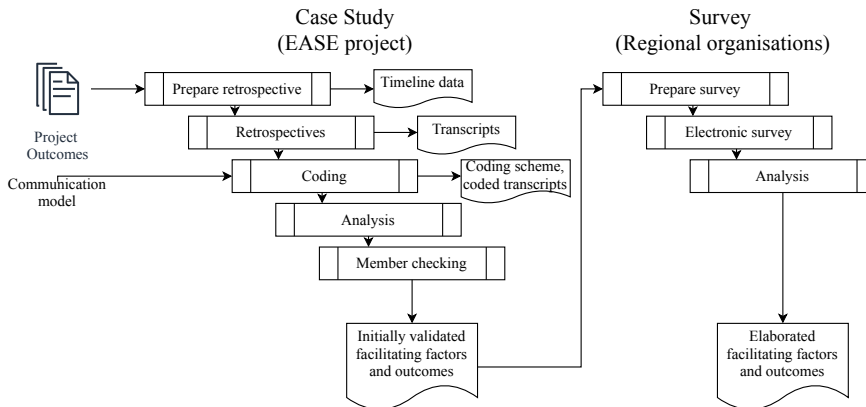 Case Study
(EASE project)
Survey
(Regional organisations)
Project
Outcomes
Communication
model
Prepare retrospective
Timeline data
Retrospectives
Transcripts
Coding
Coding scheme,
coded transcripts
Analysis
Member checking
Initially validated
facilitating factors
and outcomes
Prepare survey
Electronic survey
Analysis
Elaborated
facilitating factors
and outcomes